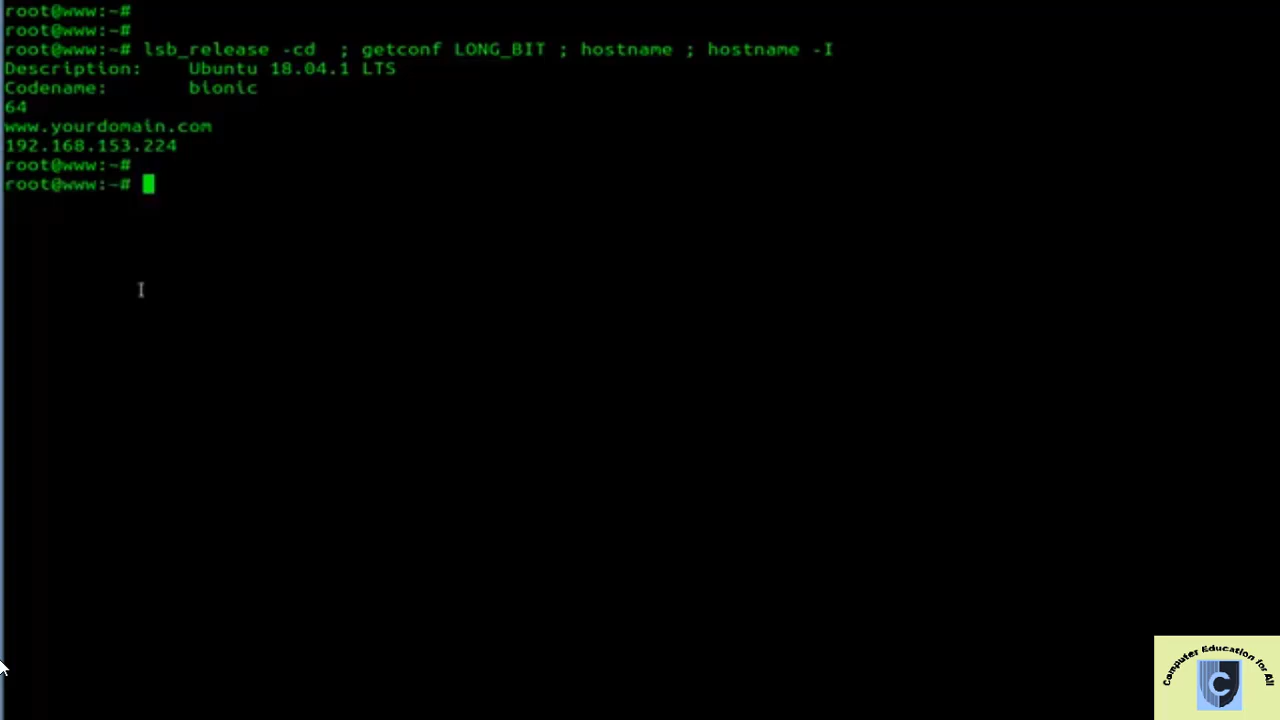 root@www:~#
root@www:~#
root@www:~# lsb_release -cd  ; getconf LONG_BIT ; hostname ; hostname -I
Description:    Ubuntu 18.04.1 LTS
Codename:       bionic
64
www.yourdomain.com
192.168.153.224
root@www:~#
root@www:~#
Computer Education for All
C